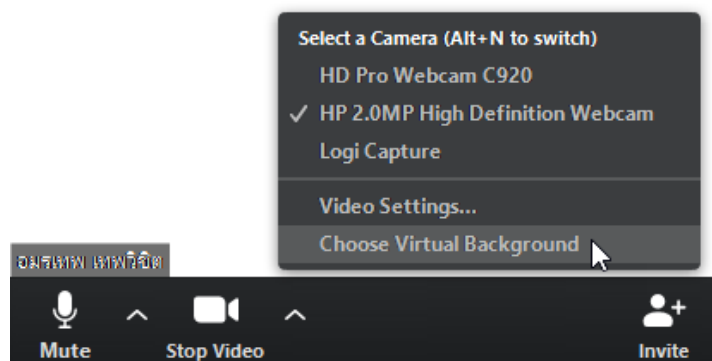 Select a Camera (Alt+N to switch)
HD Pro Webcam C920
HP 2.0MP High Definition Webcam
Logi Capture
Video Settings...
Choose Virtual Background
อมรเทพ เทพวิชิต
Mute
Stop Video
Invite